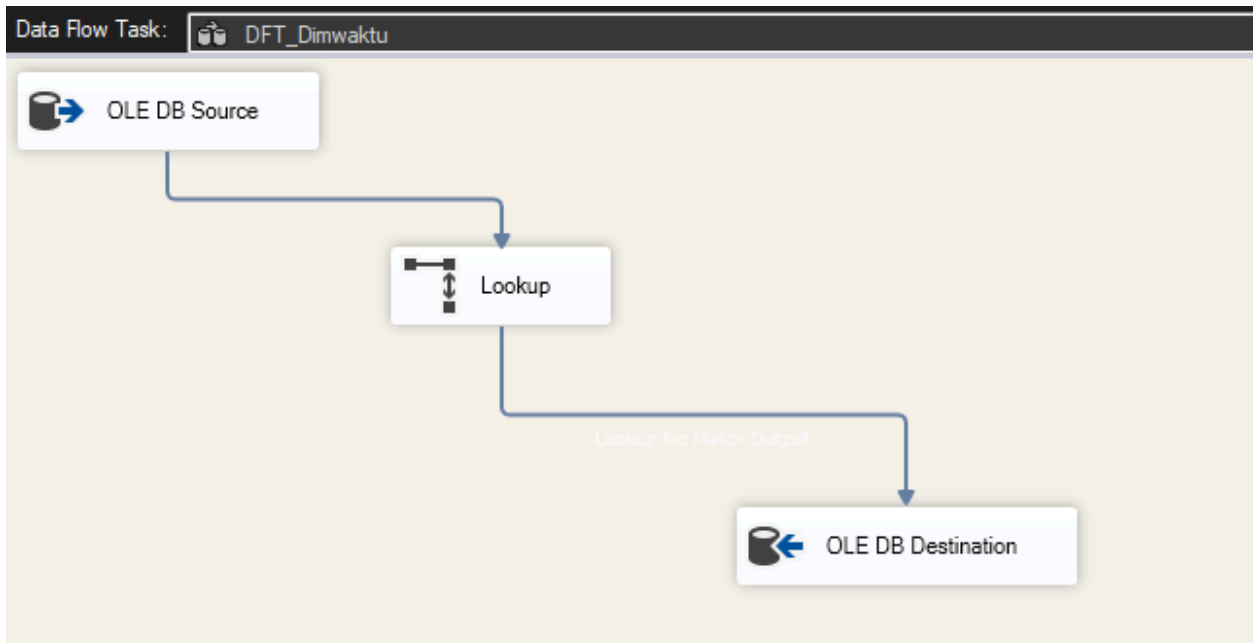 Data Flow Task: DFT_Dimwaktu
OLE DB Source
Lookup
Lookup No Match Output
OLE DB Destination